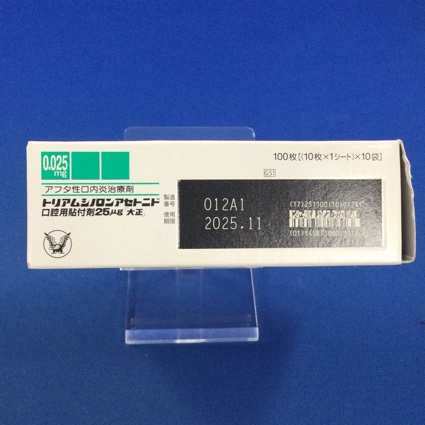 0.025
mg
100枚[(10枚×1シート)×10袋]
アフタ性口内炎治療剤
トリアムシノロンアセトニド
口腔用貼付剤25μg 大正
製造
番号
使用
期限
GS1
012A1
2025.11